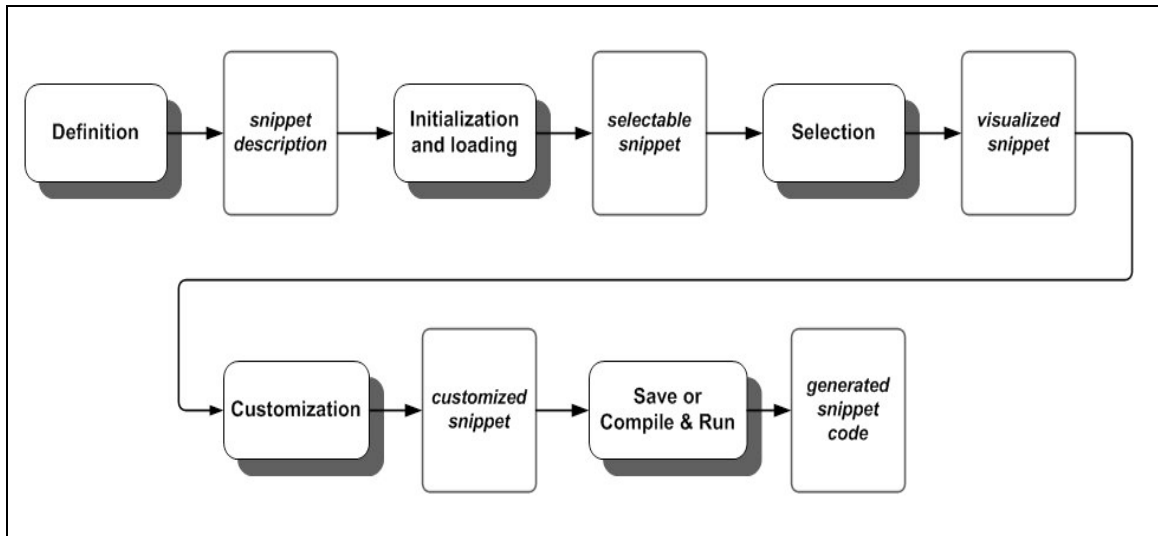 Definition
snippet
description
Initialization
and loading
selectable
snippet
Selection
visualized
snippet
Customization
customized
snippet
Save or
Compile & Run
generated
snippet
code